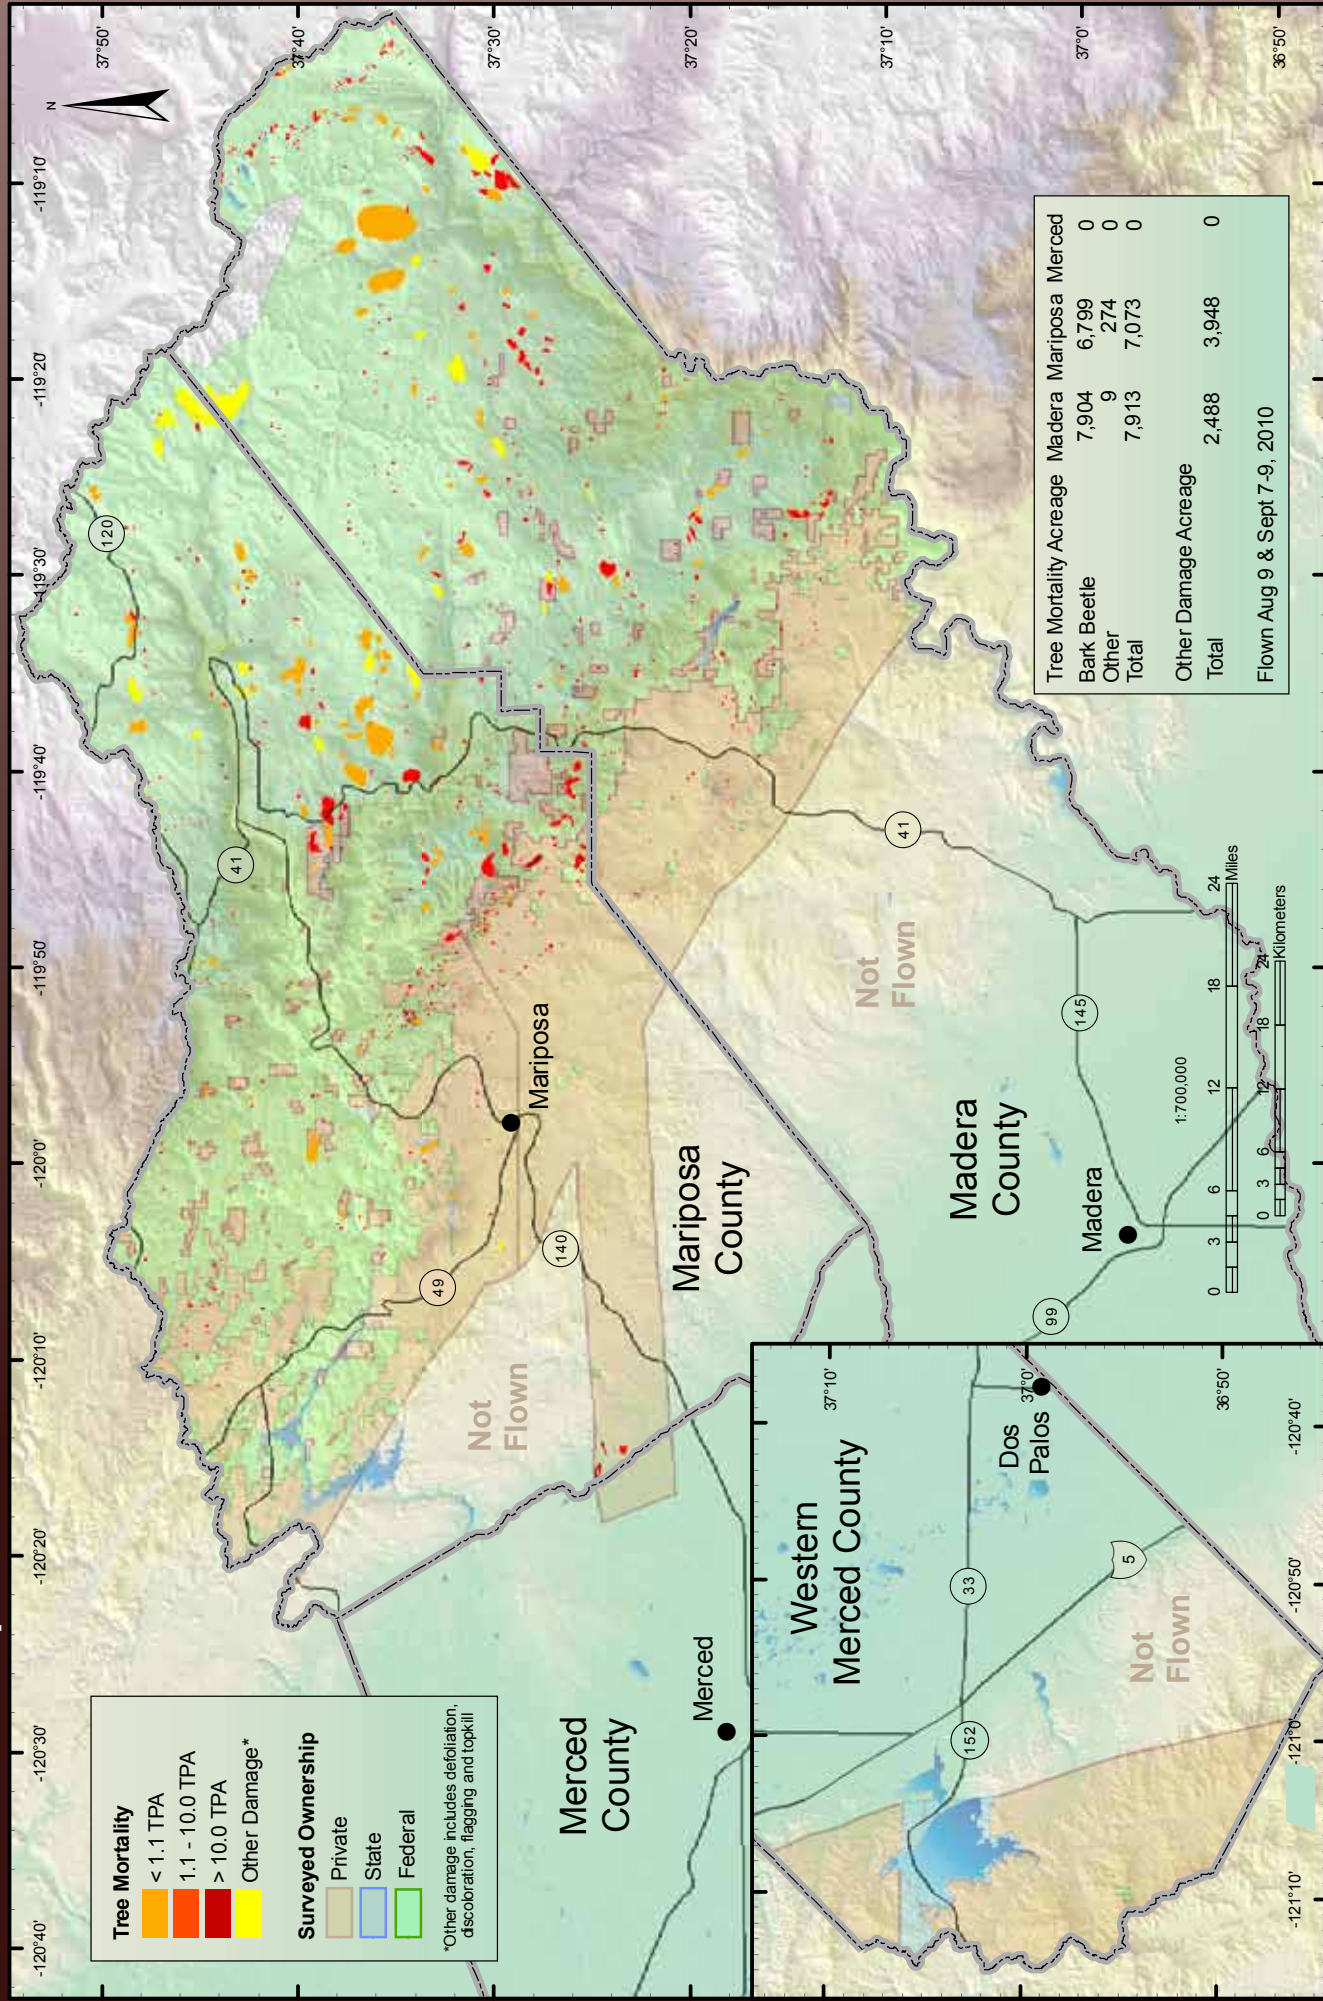 Tree Mortality
< 1.1 TPA
1.1 - 10.0 TPA
> 10.0 TPA
Other Damage*
Surveyed Ownership
Private
State
Federal
*Other damage includes defoliation,
discoloration, flagging and topkill
-120°40'
-120°30'
-120°20'
-120°10'
-120°0'
-119°50'
-119°40'
-119°30'
-119°20'
-119°10'
N
37°50'
37°40'
37°30'
37°20'
37°10'
37°0'
36°50'
120
41
49
140
Mariposa
Not
Flown
Mariposa
County
Merced
County
Merced
Not
Flown
41
145
Madera
County
Madera
99
1:700,000
0 3 6 12 18 24
Miles
0 3 6 12 18 24
Kilometers
Tree Mortality Acreage Madera Mariposa Merced
Bark Beetle 7,904 6,799 0
Other 9 274 0
Total 7,913 7,073 0
Other Damage Acreage
Total 2,488 3,948 0
Flown Aug 9 & Sept 7-9, 2010
Western
Merced County
37°10'
37°0'
36°50'
Dos
Palos
33
152
5
Not
Flown
-121°10'
-121°0'
-120°50'
-120°40'